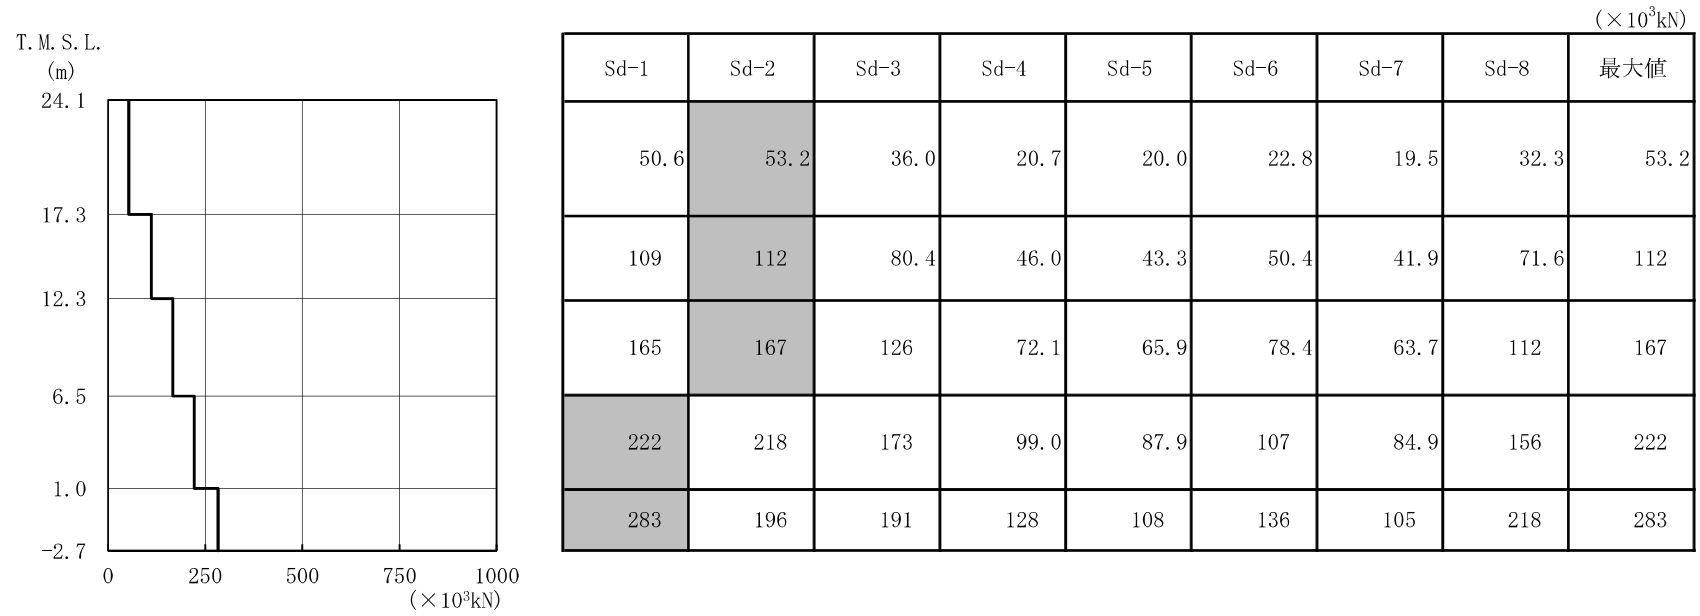 T.M.S.L.
(m)
24.1
17.3
12.3
6.5
1.0
-2.7
0 250 500 750 1000
(×10³kN)
(×10³kN)
Sd-1 Sd-2 Sd-3 Sd-4 Sd-5 Sd-6 Sd-7 Sd-8 最大値
50.6 53.2 36.0 20.7 20.0 22.8 19.5 32.3 53.2
109 112 80.4 46.0 43.3 50.4 41.9 71.6 112
165 167 126 72.1 65.9 78.4 63.7 112 167
222 218 173 99.0 87.9 107 84.9 156 222
283 196 191 128 108 136 105 218 283